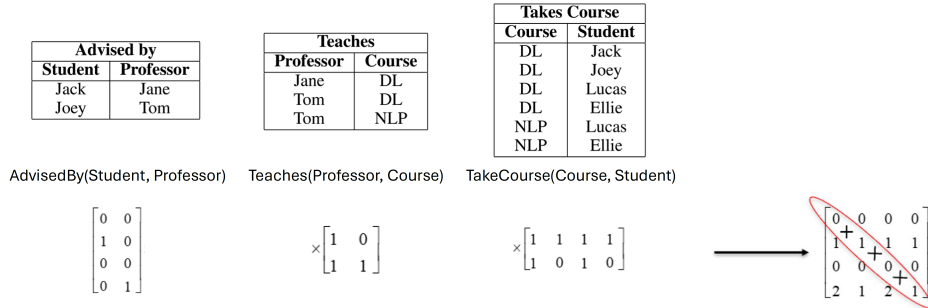 Advised by
Student Professor
Jack Jane
Joey Tom
Teaches
Professor Course
Jane DL
Tom DL
Tom NLP
Takes Course
Course Student
DL Jack
DL Joey
DL Lucas
DL Ellie
NLP Lucas
NLP Ellie
AdvisedBy(Student, Professor) Teaches(Professor, Course) TakeCourse(Course, Student)
0 0
1 0
0 0
0 1
×
1 0
1 1
×
1 1 1 1
1 0 1 0
0 0 0 0
+
1 1 1 1
+
0 0 0 0
+
2 1 2 1